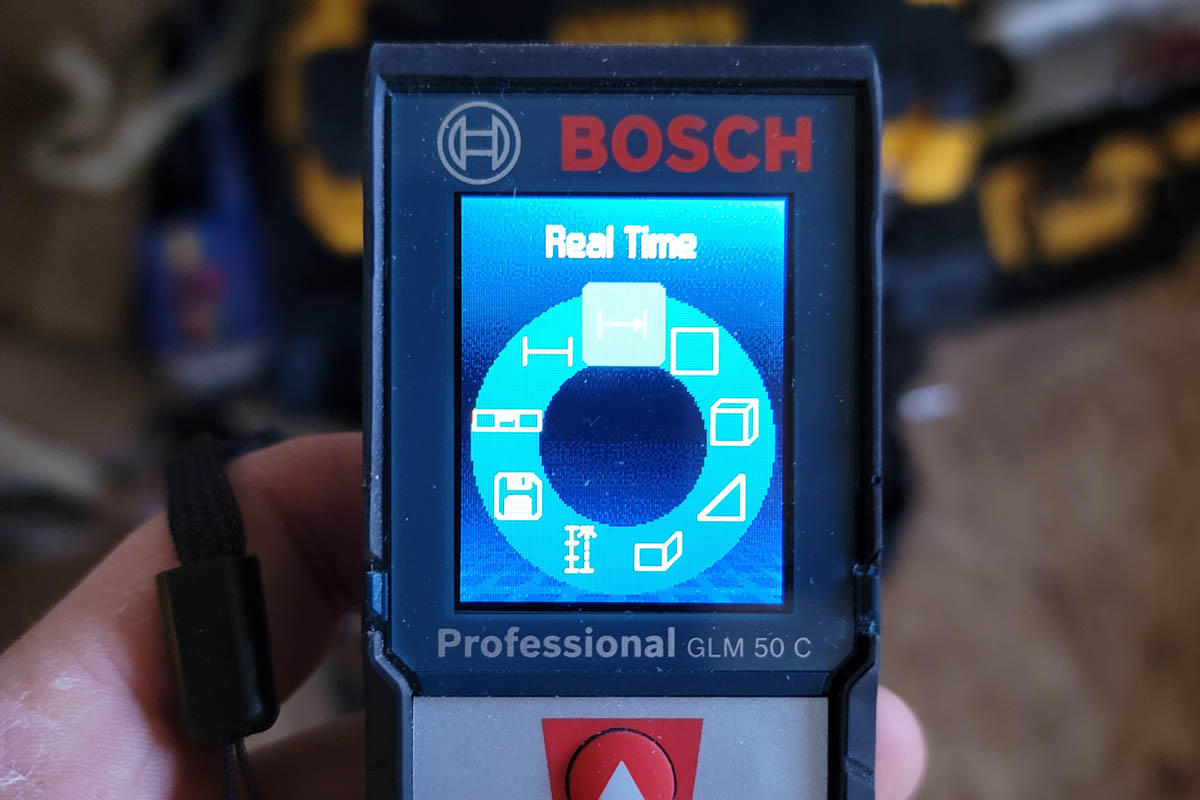 BOSCH
Real Time
Professional GLM 50 C